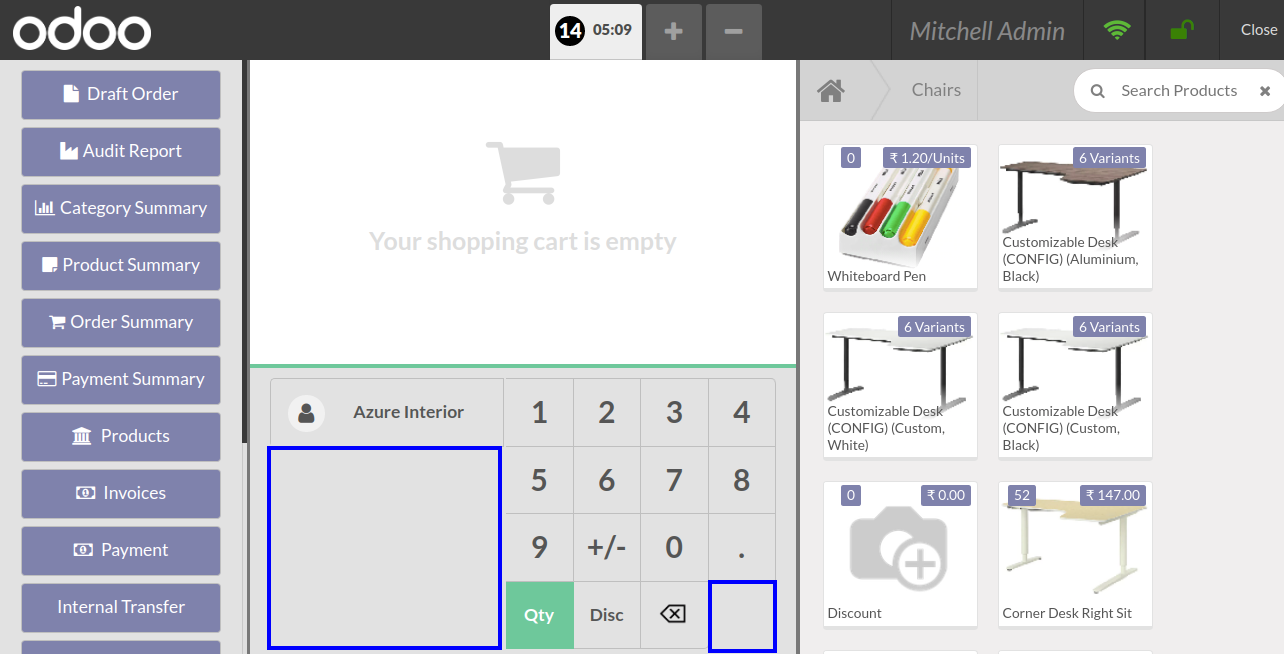 odoo
14 05:09
+
−
Mitchell Admin
Close
Draft Order
Audit Report
Category Summary
Product Summary
Order Summary
Payment Summary
Products
Invoices
Payment
Internal Transfer
Your shopping cart is empty
Azure Interior
1 2 3 4
5 6 7 8
9 +/- 0 .
Qty Disc
Chairs
Search Products
0 ₹ 1.20/Units
Whiteboard Pen
6 Variants
Customizable Desk
(CONFIG) (Aluminium,
Black)
6 Variants
Customizable Desk
(CONFIG) (Custom,
White)
6 Variants
Customizable Desk
(CONFIG) (Custom,
Black)
0 ₹ 0.00
Discount
52 ₹ 147.00
Corner Desk Right Sit